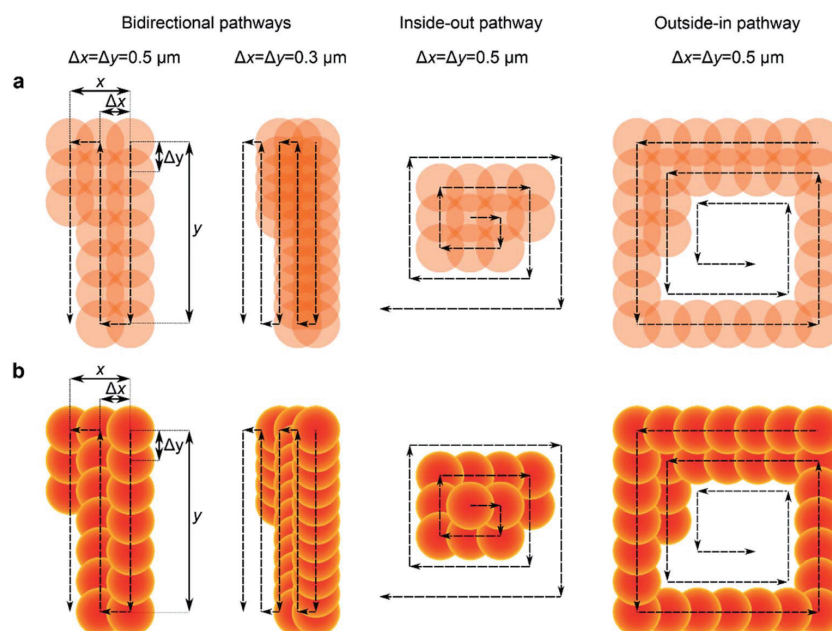 Bidirectional pathways Inside-out pathway Outside-in pathway
Δx=Δy=0.5 µm Δx=Δy=0.3 µm Δx=Δy=0.5 µm Δx=Δy=0.5 µm
a
x
Δx
Δy
y
b
x
Δx
Δy
y